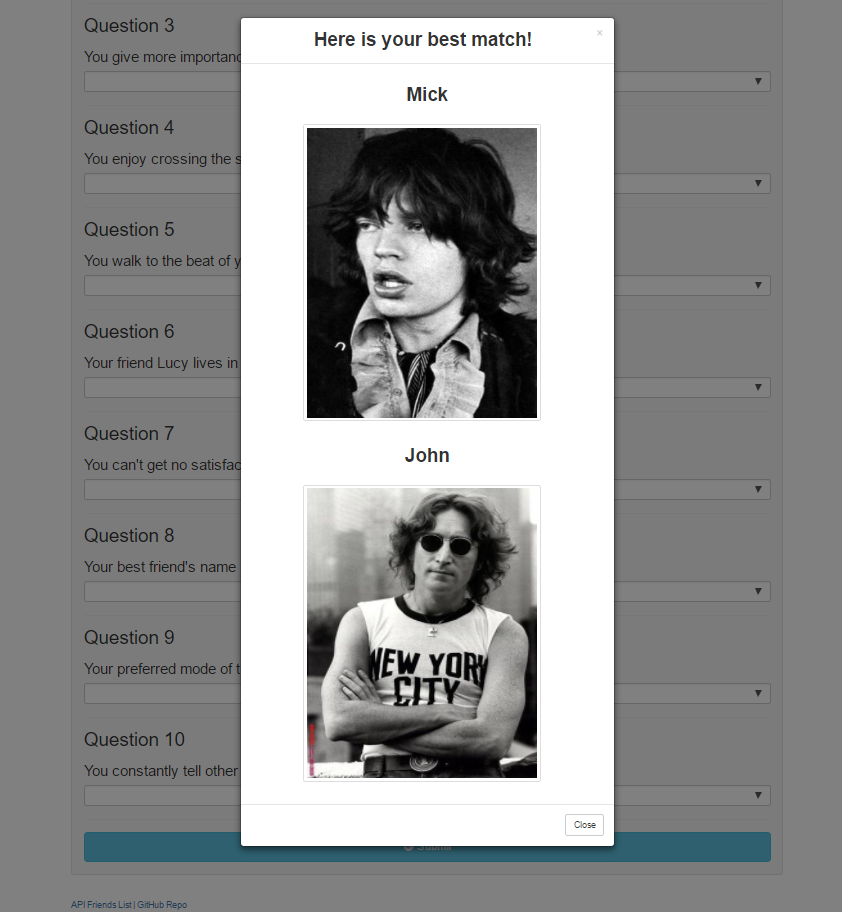 Here is your best match!
×
Mick
John
NEW YORK
CITY
Close
Question 3
You give more importanc
▼
Question 4
You enjoy crossing the s
▼
Question 5
You walk to the beat of y
▼
Question 6
Your friend Lucy lives in
▼
Question 7
You can't get no satisfac
▼
Question 8
Your best friend's name
▼
Question 9
Your preferred mode of t
▼
Question 10
You constantly tell other
▼
Submit
API Friends List | GitHub Repo